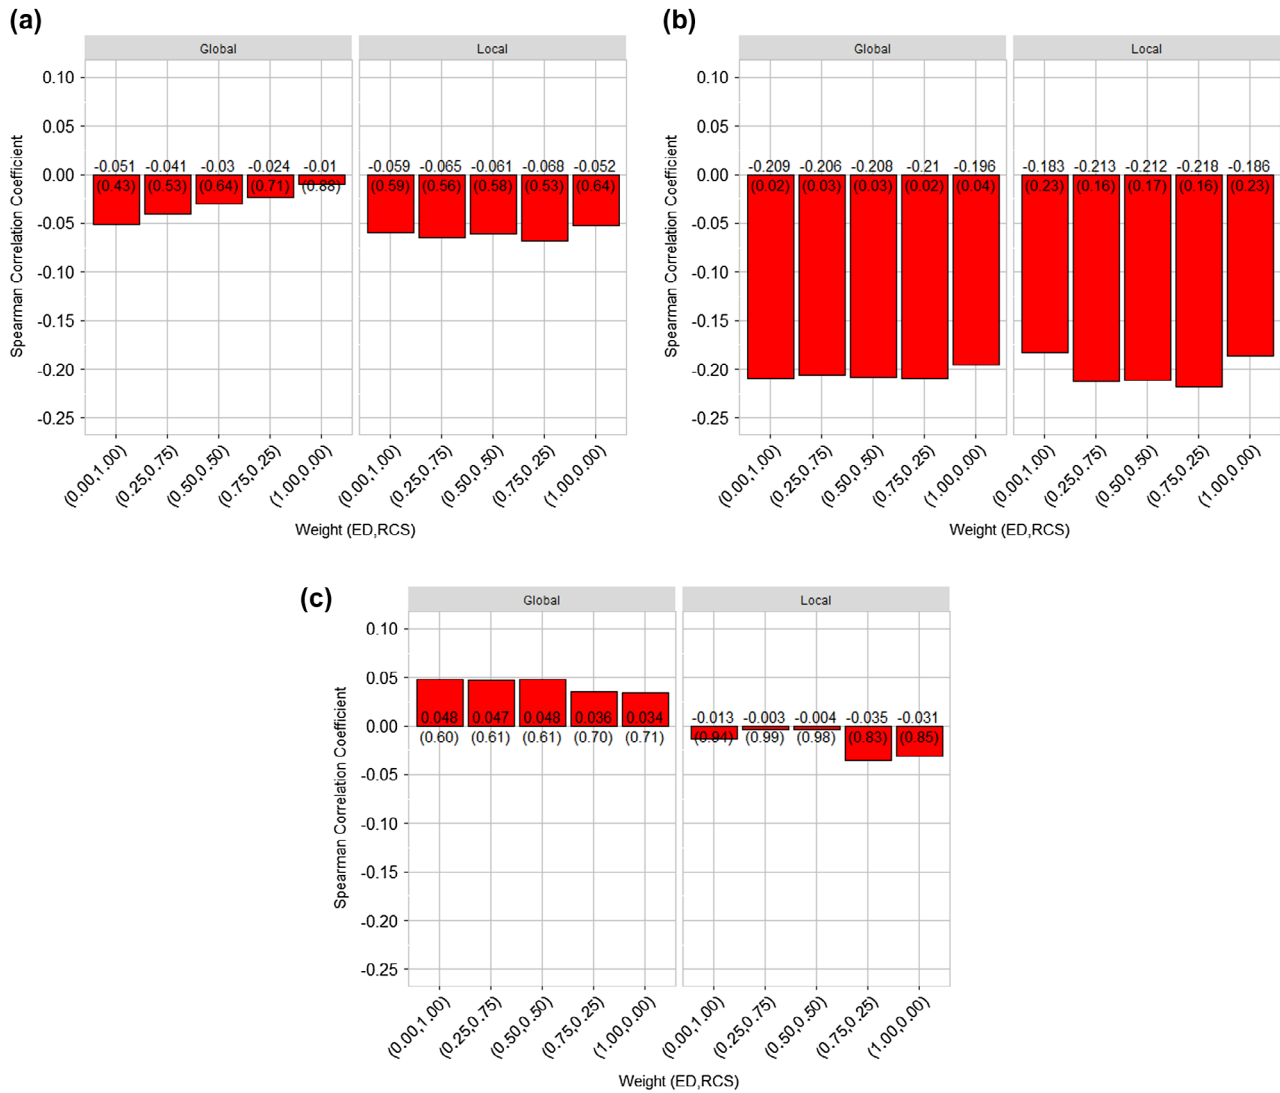 (a)
Global Local
0.10
0.05
0.00
-0.05
-0.10
-0.15
-0.20
-0.25
Spearman Correlation Coefficient
-0.051 -0.041 -0.03 -0.024 -0.01 -0.059 -0.065 -0.061 -0.068 -0.052
(0.43) (0.53) (0.64) (0.71) (0.88) (0.59) (0.56) (0.58) (0.53) (0.64)
(0.00,1.00) (0.25,0.75) (0.50,0.50) (0.75,0.25) (1.00,0.00) (0.00,1.00) (0.25,0.75) (0.50,0.50) (0.75,0.25) (1.00,0.00)
Weight (ED,RCS)
(b)
Global Local
0.10
0.05
0.00
-0.05
-0.10
-0.15
-0.20
-0.25
Spearman Correlation Coefficient
-0.209 -0.206 -0.208 -0.21 -0.196 -0.183 -0.213 -0.212 -0.218 -0.186
(0.02) (0.03) (0.03) (0.02) (0.04) (0.23) (0.16) (0.17) (0.16) (0.23)
(0.00,1.00) (0.25,0.75) (0.50,0.50) (0.75,0.25) (1.00,0.00) (0.00,1.00) (0.25,0.75) (0.50,0.50) (0.75,0.25) (1.00,0.00)
Weight (ED,RCS)
(c)
Global Local
0.10
0.05
0.00
-0.05
-0.10
-0.15
-0.20
-0.25
Spearman Correlation Coefficient
0.048 0.047 0.048 0.036 0.034 -0.013 -0.003 -0.004 -0.035 -0.031
(0.60) (0.61) (0.61) (0.70) (0.71) (0.94) (0.99) (0.98) (0.83) (0.85)
(0.00,1.00) (0.25,0.75) (0.50,0.50) (0.75,0.25) (1.00,0.00) (0.00,1.00) (0.25,0.75) (0.50,0.50) (0.75,0.25) (1.00,0.00)
Weight (ED,RCS)